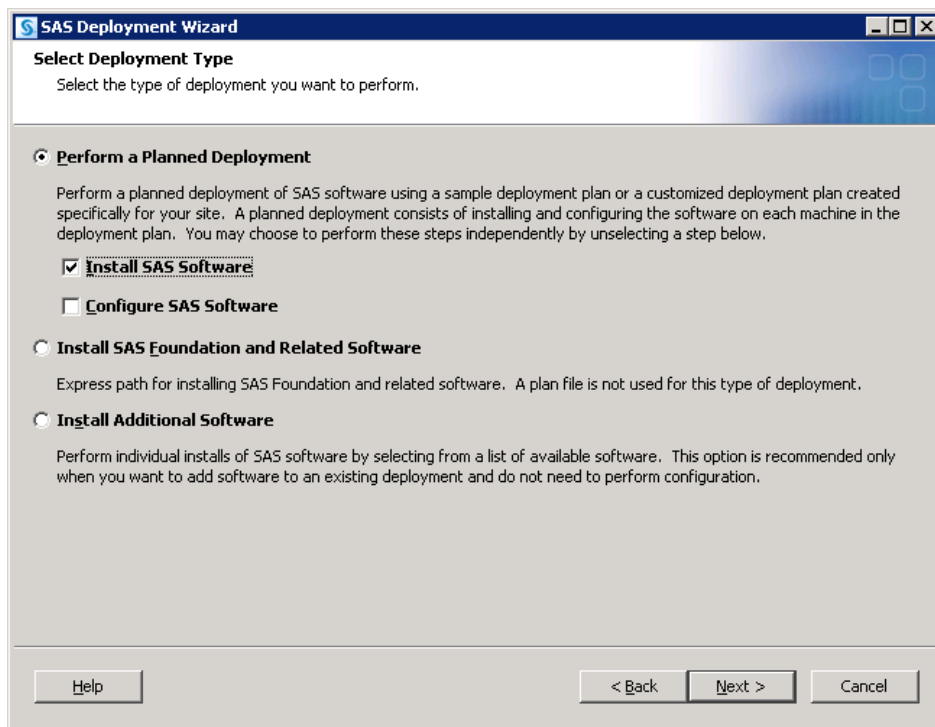 SAS Deployment Wizard
Select Deployment Type
Select the type of deployment you want to perform.
Perform a Planned Deployment
Perform a planned deployment of SAS software using a sample deployment plan or a customized deployment plan created
specifically for your site. A planned deployment consists of installing and configuring the software on each machine in the
deployment plan. You may choose to perform these steps independently by unselecting a step below.
Install SAS Software
Configure SAS Software
Install SAS Foundation and Related Software
Express path for installing SAS Foundation and related software. A plan file is not used for this type of deployment.
Install Additional Software
Perform individual installs of SAS software by selecting from a list of available software. This option is recommended only
when you want to add software to an existing deployment and do not need to perform configuration.
Help
< Back
Next >
Cancel